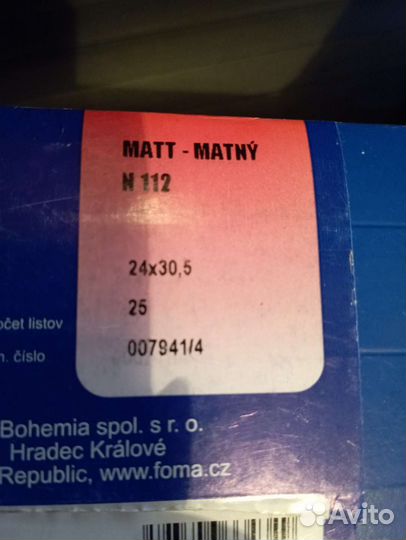 MATT - MATNÝ
N 112
24x30,5
25
očet listov
007941/4
n. číslo
Bohemia spol. s r. o.
Hradec Králové
Republic, www.foma.cz
Avito